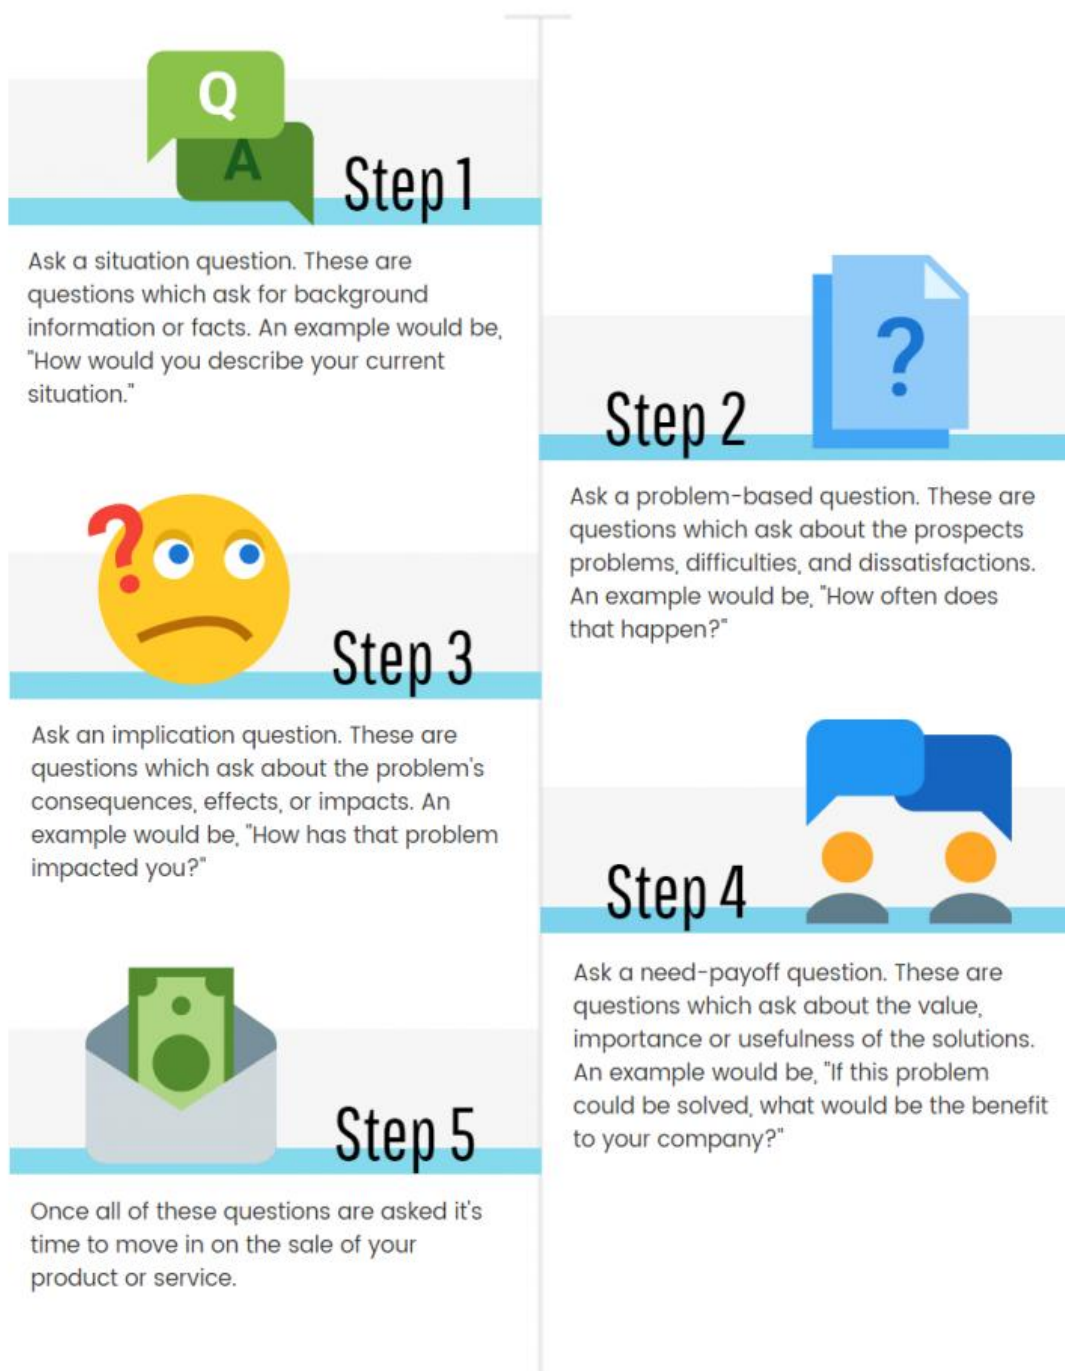 Q
A
Step 1
Ask a situation question. These are
questions which ask for background
information or facts. An example would be,
"How would you describe your current
situation."
?
Step 2
Ask a problem-based question. These are
questions which ask about the prospects
problems, difficulties, and dissatisfactions.
An example would be, "How often does
that happen?"
?
Step 3
Ask an implication question. These are
questions which ask about the problem's
consequences, effects, or impacts. An
example would be, "How has that problem
impacted you?"
Step 4
Ask a need-payoff question. These are
questions which ask about the value,
importance or usefulness of the solutions.
An example would be, "If this problem
could be solved, what would be the benefit
to your company?"
Step 5
Once all of these questions are asked it's
time to move in on the sale of your
product or service.